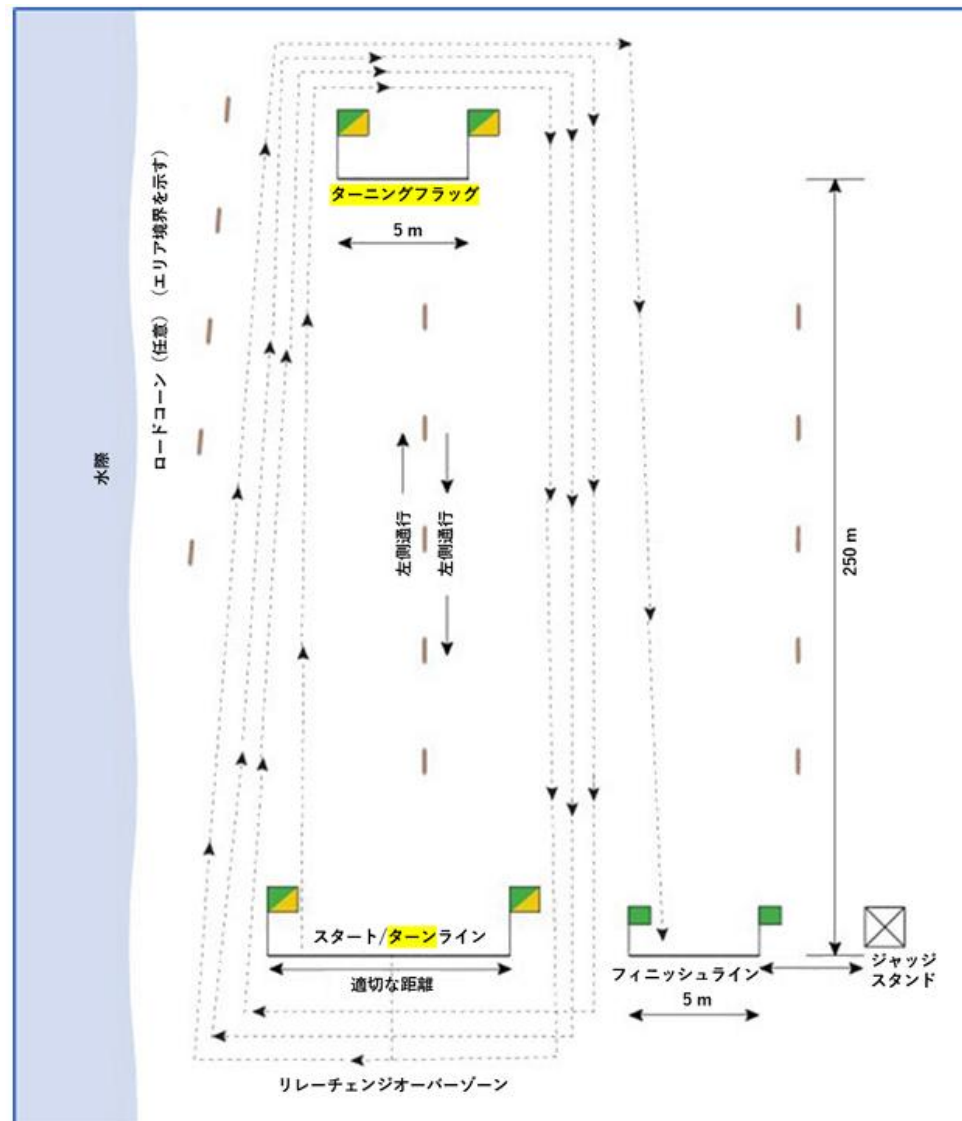 ターニングフラッグ
5 m
ロードコーン（任意）（エリア境界を示す）
水際
左側通行
左側通行
250 m
スタート/ターンライン
適切な距離
フィニッシュライン
5 m
ジャッジ
スタンド
リレーチェンジオーバーゾーン